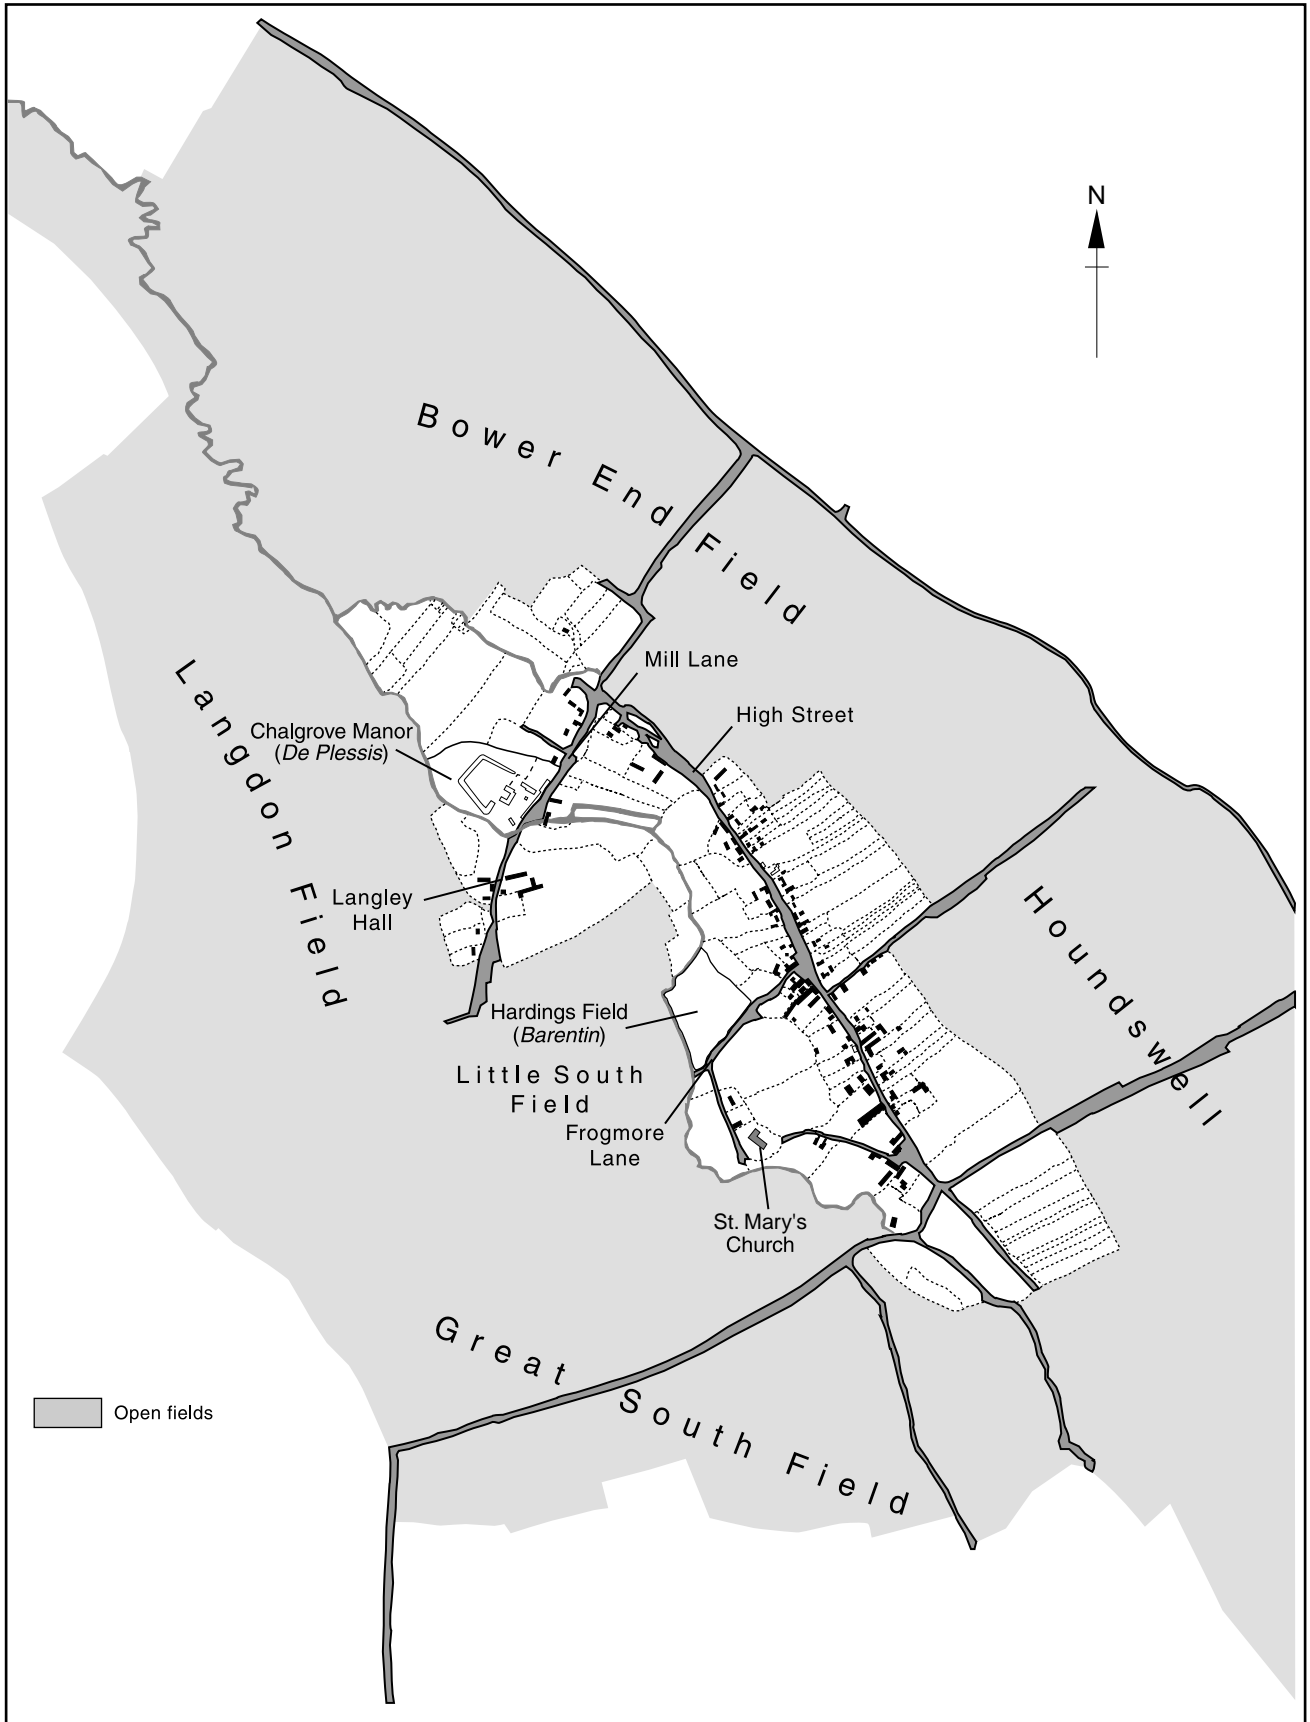 N
Bower End Field
Mill Lane
High Street
Langdon Field
Chalgrove Manor
(De Plessis)
Langley
Hall
Houndswell
Hardings Field
(Barentin)
Little South
Field
Frogmore
Lane
St. Mary's
Church
Great South Field
Open fields